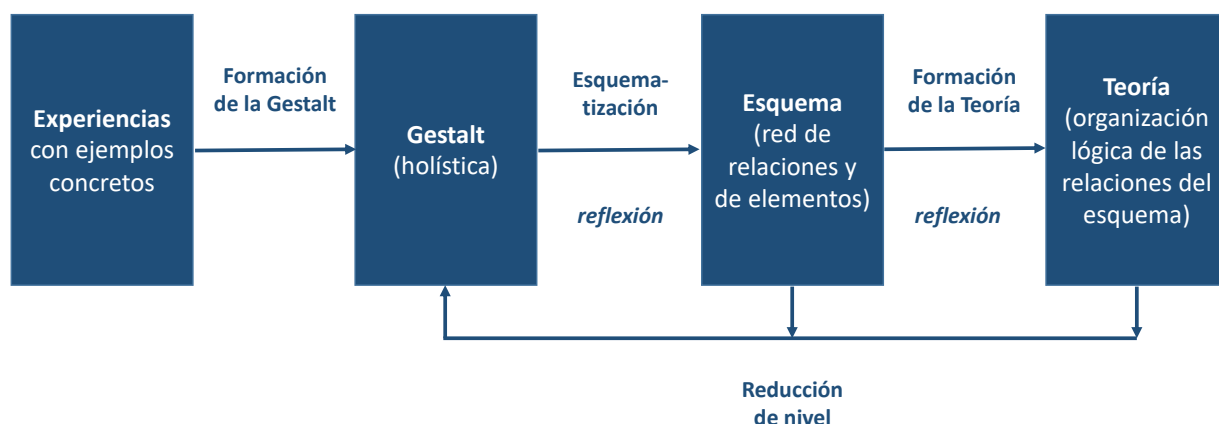 Experiencias
con ejemplos
concretos
Formación
de la Gestalt
Gestalt
(holística)
Esquema-
tización
reflexión
Esquema
(red de
relaciones y
de elementos)
Formación
de la Teoría
reflexión
Teoría
(organización
lógica de las
relaciones del
esquema)
Reducción
de nivel